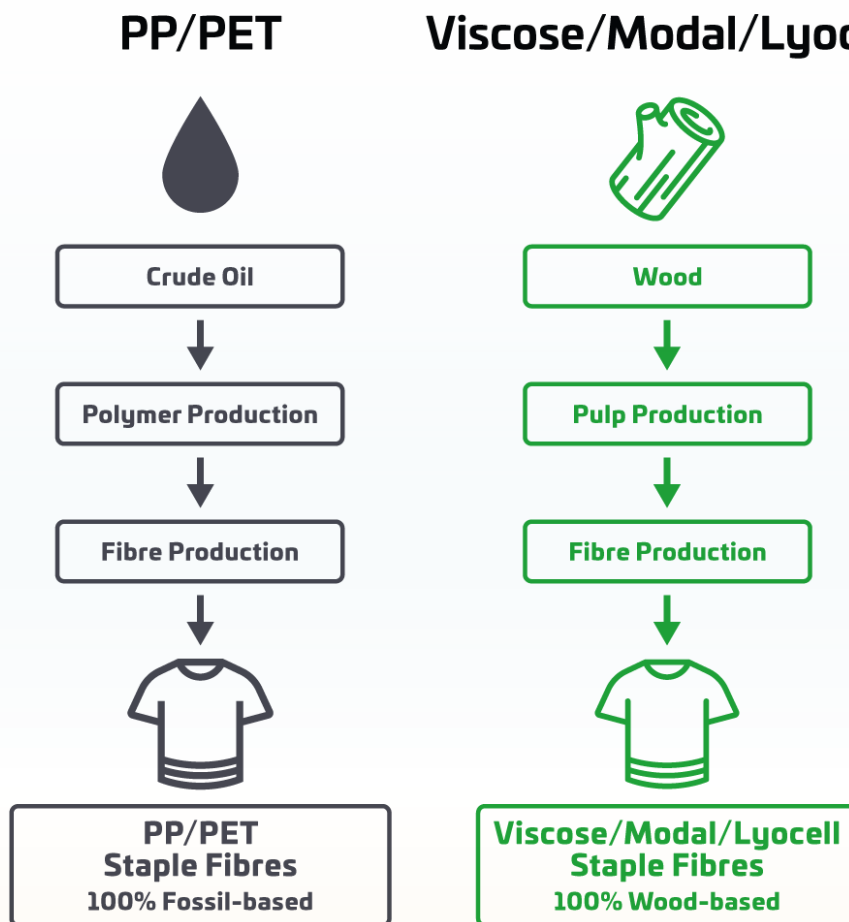 PP/PET
Viscose/Modal/Lyoc
Crude Oil
Wood
Polymer Production
Pulp Production
Fibre Production
Fibre Production
PP/PET
Staple Fibres
100% Fossil-based
Viscose/Modal/Lyocell
Staple Fibres
100% Wood-based